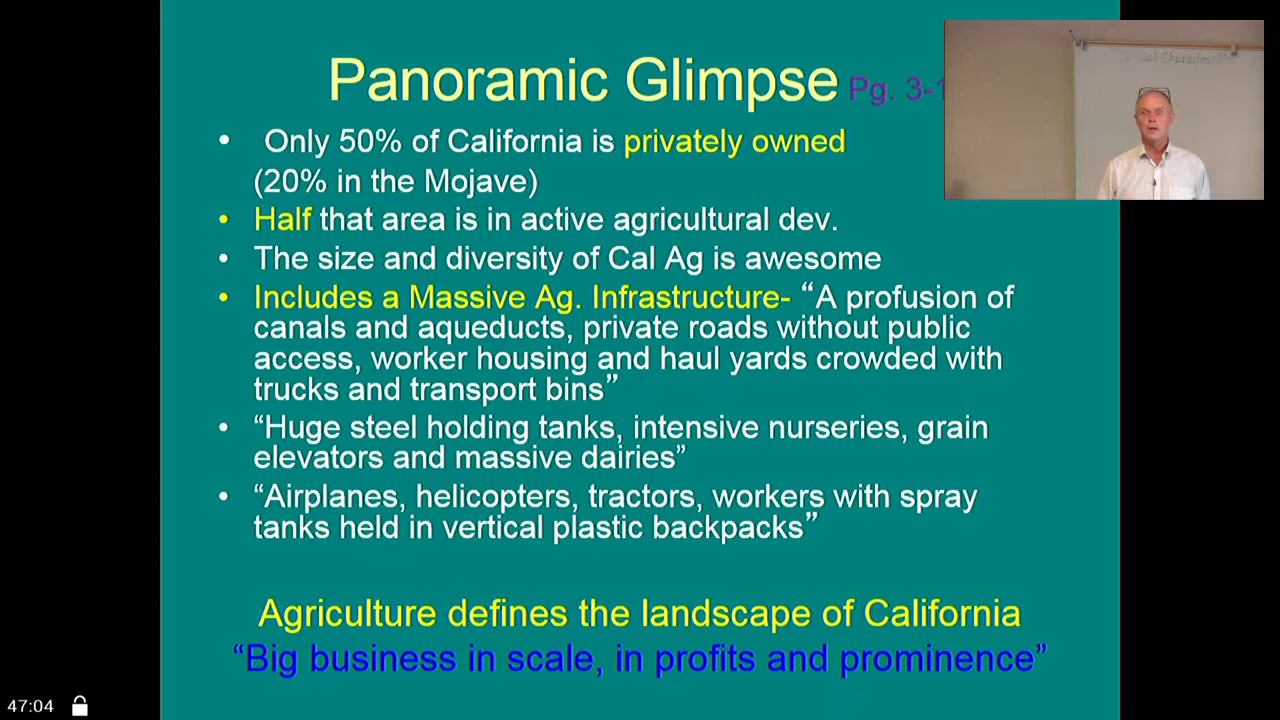 Panoramic Glimpse Pg. 3-1
• Only 50% of California is privately owned
(20% in the Mojave)
• Half that area is in active agricultural dev.
• The size and diversity of Cal Ag is awesome
• Includes a Massive Ag. Infrastructure- “A profusion of
canals and aqueducts, private roads without public
access, worker housing and haul yards crowded with
trucks and transport bins”
• “Huge steel holding tanks, intensive nurseries, grain
elevators and massive dairies”
• “Airplanes, helicopters, tractors, workers with spray
tanks held in vertical plastic backpacks”
Agriculture defines the landscape of California
“Big business in scale, in profits and prominence”
47:04